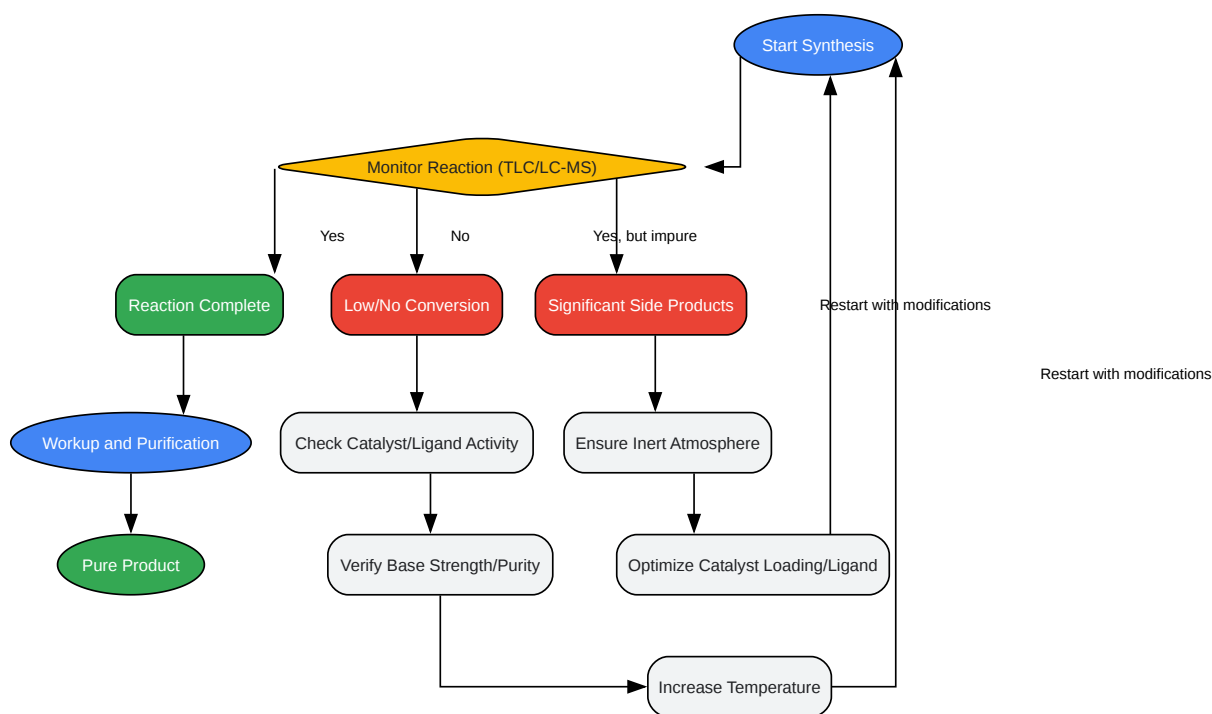 Start Synthesis
Monitor Reaction (TLC/LC-MS)
Yes
No
Yes, but impure
Reaction Complete
Low/No Conversion
Significant Side Products
Restart with modifications
Restart with modifications
Workup and Purification
Check Catalyst/Ligand Activity
Ensure Inert Atmosphere
Pure Product
Verify Base Strength/Purity
Optimize Catalyst Loading/Ligand
Increase Temperature